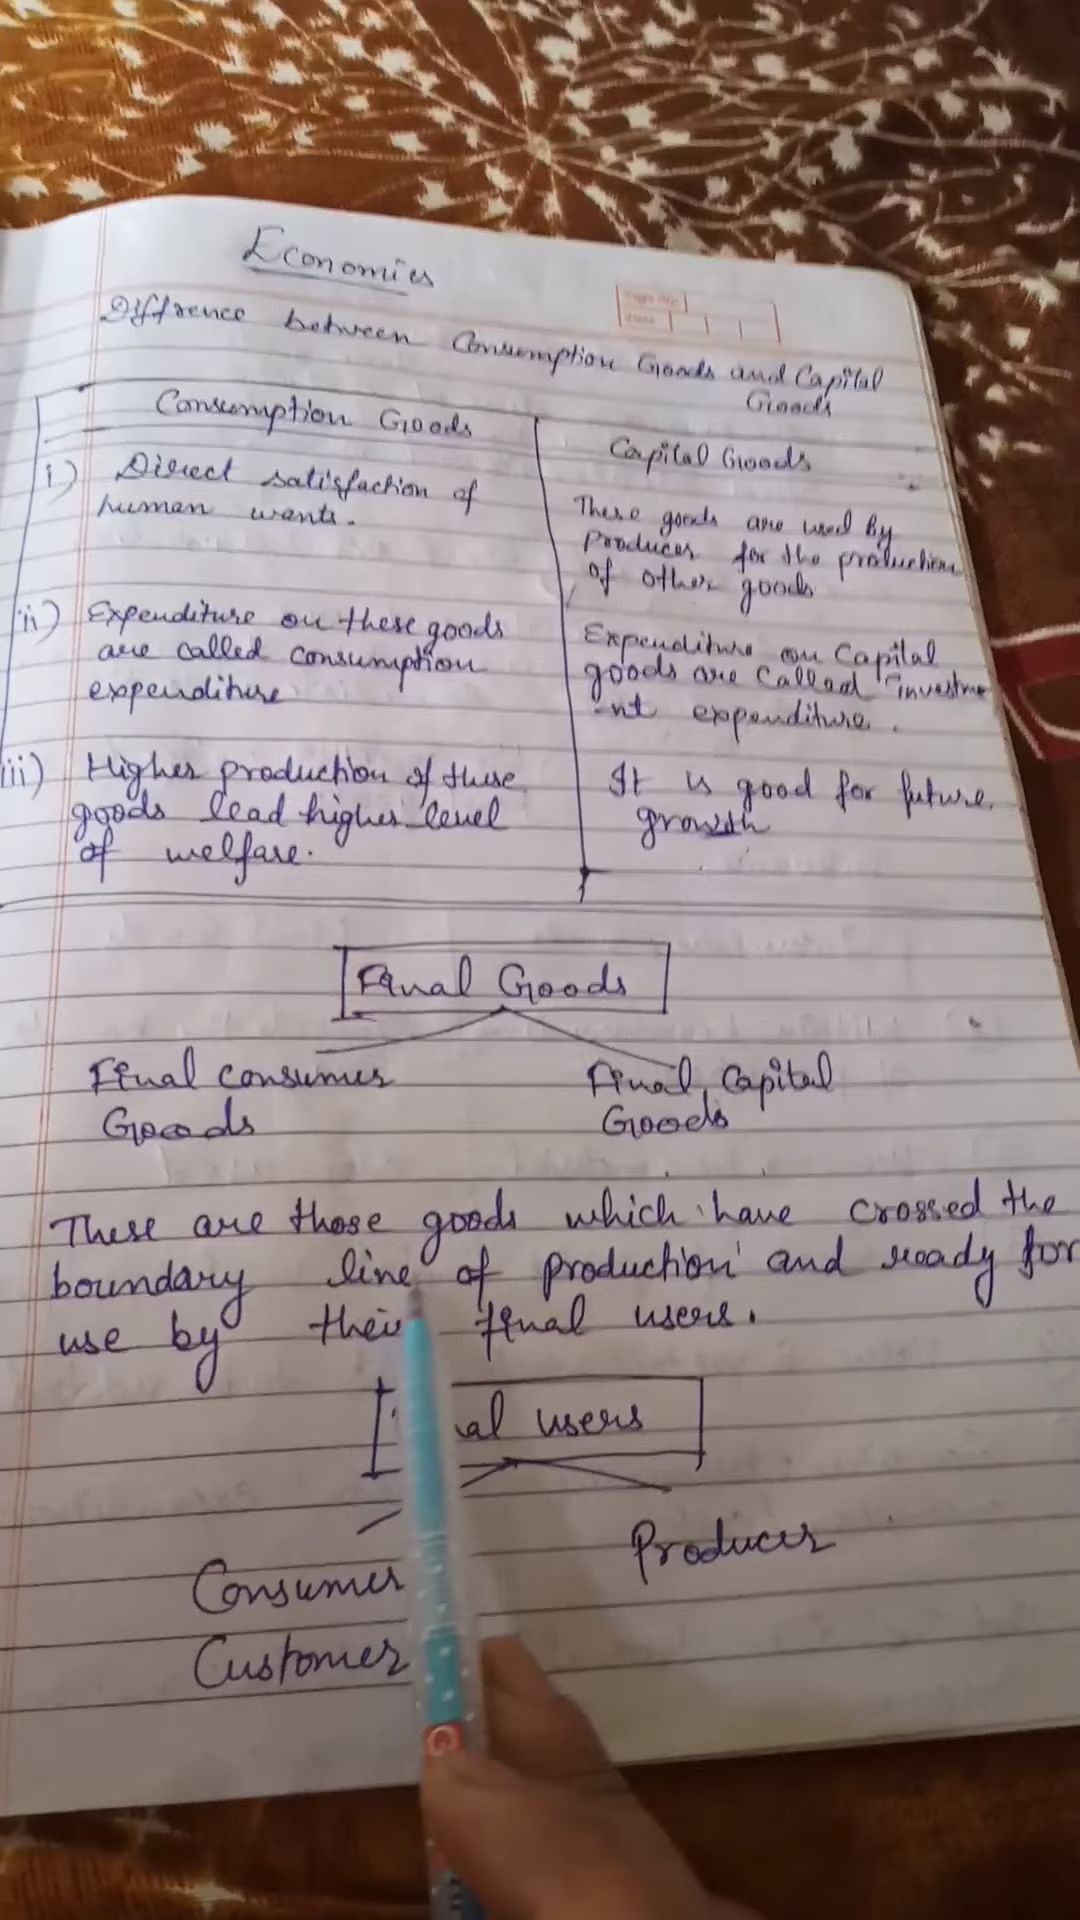 Economics
Diffrence between Consumption Goods and Capital
Goods
Consumption Goods
i) Direct satisfaction of
human wants.
ii) Expenditure on these goods
are called consumption
expenditure
iii) Higher production of these
goods lead higher level
of welfare.
Capital Goods
These goods are used by
Producer for the production
of other goods
Expenditure on Capital
goods are Called investme
-nt expenditure.
It is good for future
growth
Final Goods
Final consumer
Goods
Final Capital
Goods
These are those goods which have crossed the
boundary line of production and ready for
use by their final users.
users
Consumer
Customer
Producer